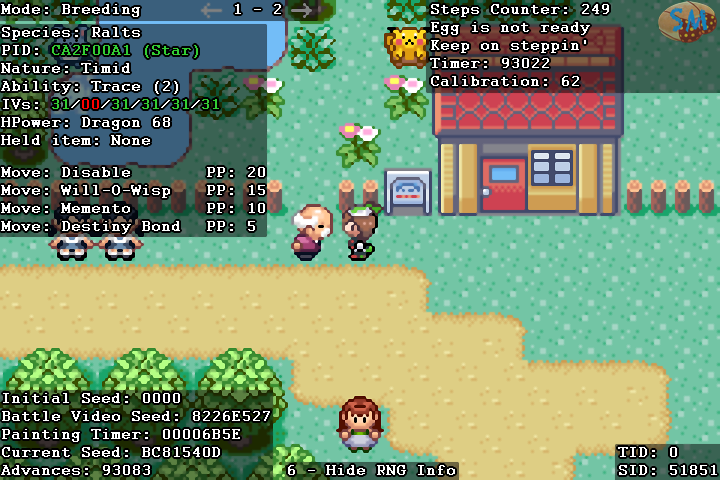 Mode: Breeding
1 - 2
Species: Ralts
PID: CA2F00A1 (Star)
Nature: Timid
Ability: Trace (2)
IVs: 31/00/31/31/31/31
HPower: Dragon 68
Held item: None
Move: Disable PP: 20
Move: Will-O-Wisp PP: 15
Move: Memento PP: 10
Move: Destiny Bond PP: 5
Steps Counter: 249
Egg is not ready
Keep on steppin'
Timer: 93022
Calibration: 62
SM
Initial Seed: 0000
Battle Video Seed: 8226E527
Painting Timer: 00006B5E
Current Seed: BC81540D
Advances: 93083
6 - Hide RNG Info
TID: 0
SID: 51851